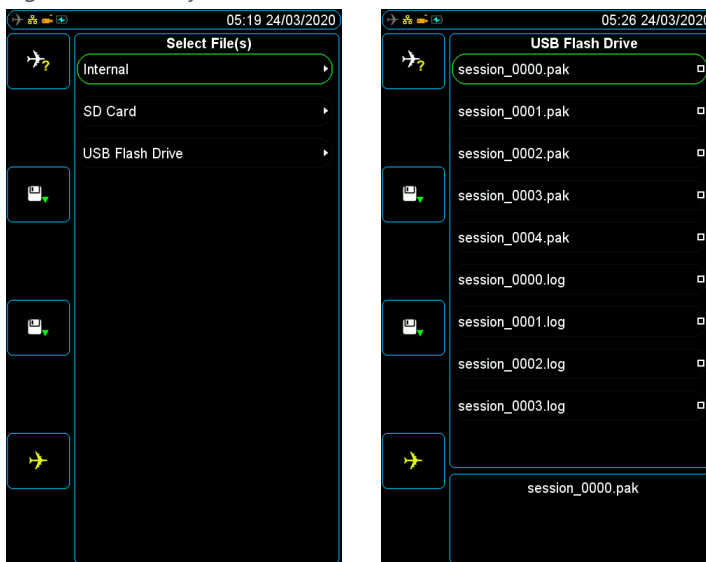 05:19 24/03/2020
Select File(s)
Internal
SD Card
USB Flash Drive
05:26 24/03/2020
USB Flash Drive
session_0000.pak
session_0001.pak
session_0002.pak
session_0003.pak
session_0004.pak
session_0000.log
session_0001.log
session_0002.log
session_0003.log
session_0000.pak